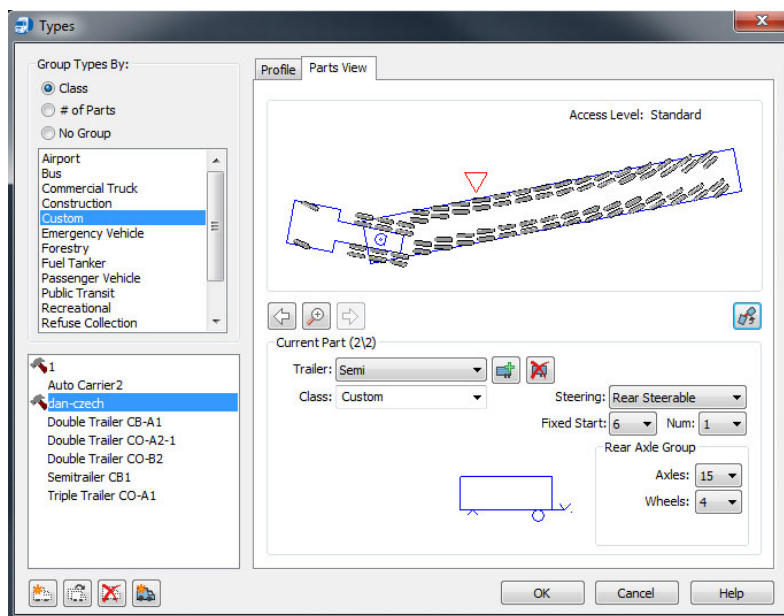 Types
Group Types By:
Class
# of Parts
No Group
Airport
Bus
Commercial Truck
Construction
Custom
Emergency Vehicle
Forestry
Fuel Tanker
Passenger Vehicle
Public Transit
Recreational
Refuse Collection
1
Auto Carrier2
dan-czech
Double Trailer CB-A1
Double Trailer CO-A2-1
Double Trailer CO-B2
Semitrailer CB1
Triple Trailer CO-A1
Profile
Parts View
Access Level: Standard
Current Part (2\2)
Trailer: Semi
Class: Custom
Steering: Rear Steerable
Fixed Start: 6 Num: 1
Rear Axle Group
Axles: 15
Wheels: 4
OK
Cancel
Help